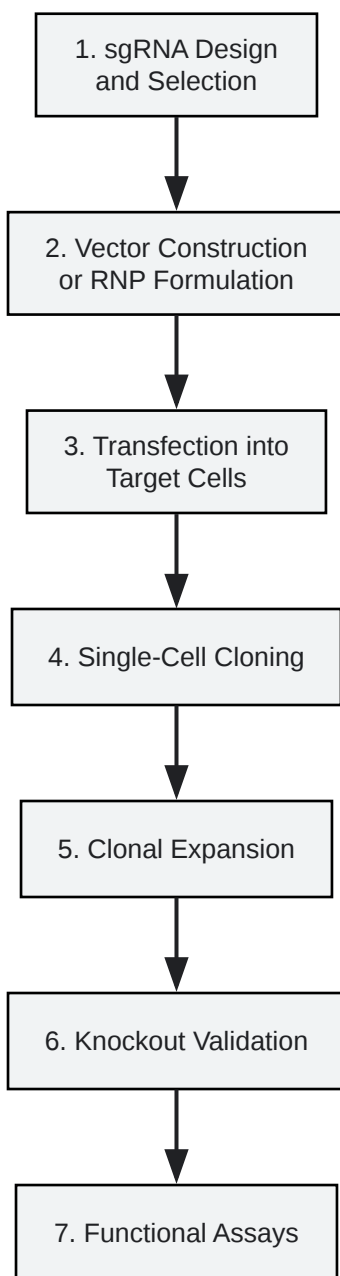 1. sgRNA Design
and Selection
2. Vector Construction
or RNP Formulation
3. Transfection into
Target Cells
4. Single-Cell Cloning
5. Clonal Expansion
6. Knockout Validation
7. Functional Assays